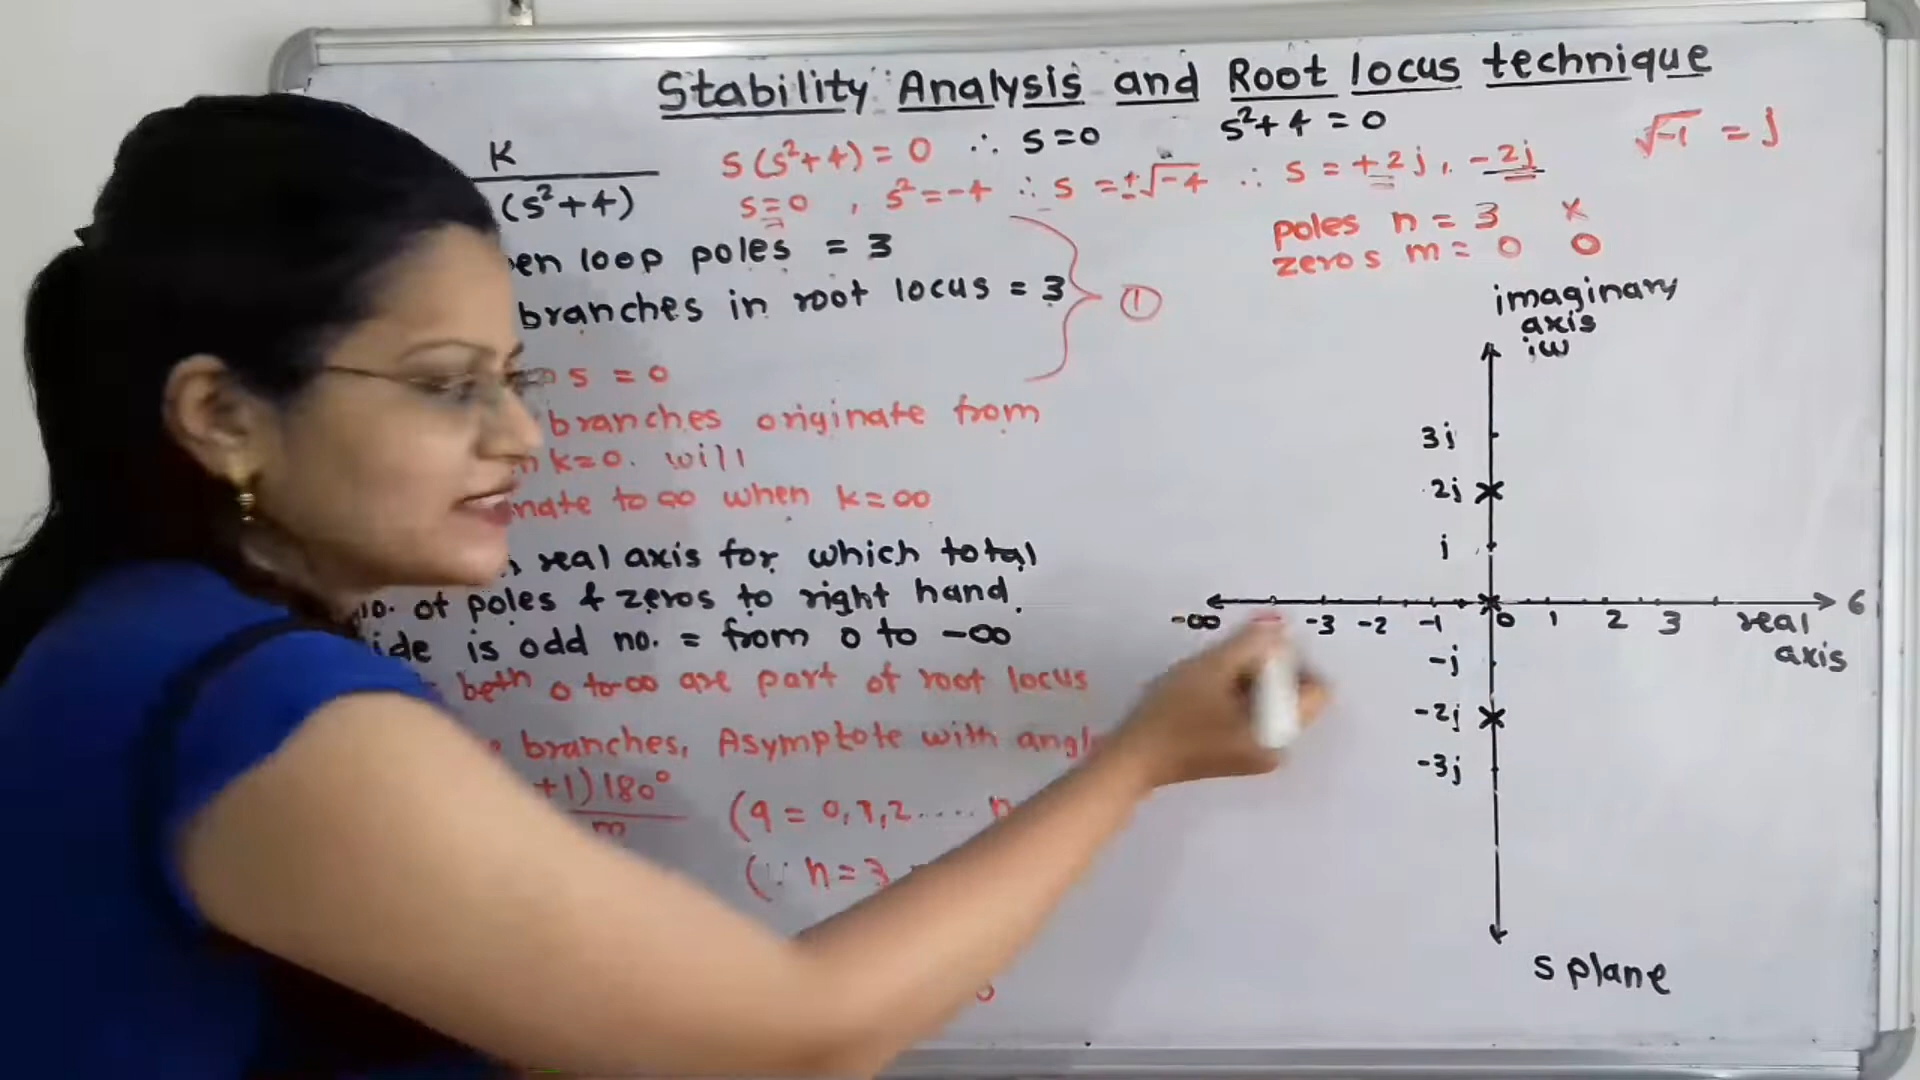 Stability Analysis and Root locus technique
K
(s²+4)
s(s²+4) = 0 ∴ s=0 s²+4 = 0 √-1 = j
s=0 , s²=-4 ∴ s = ±√-4 ∴ s = +2j, -2j
poles n = 3 ×
zeros m = 0 0
en loop poles = 3
branches in root locus = 3
①
s = 0
branches originate from
k=0. will
nate to ∞ when k=∞
real axis for which total
no. of poles & zeros to right hand
ide is odd no. = from 0 to -∞
beth 0 to-∞ are part of root locus
branches, Asymptote with angl
+1)180°
m
(q = 0,1,2.... n
(∵ n=3
imaginary
axis
jω
3j
2j
j
-∞ -3 -2 -1 0 1 2 3 real
axis
6
-j
-2j
-3j
s plane